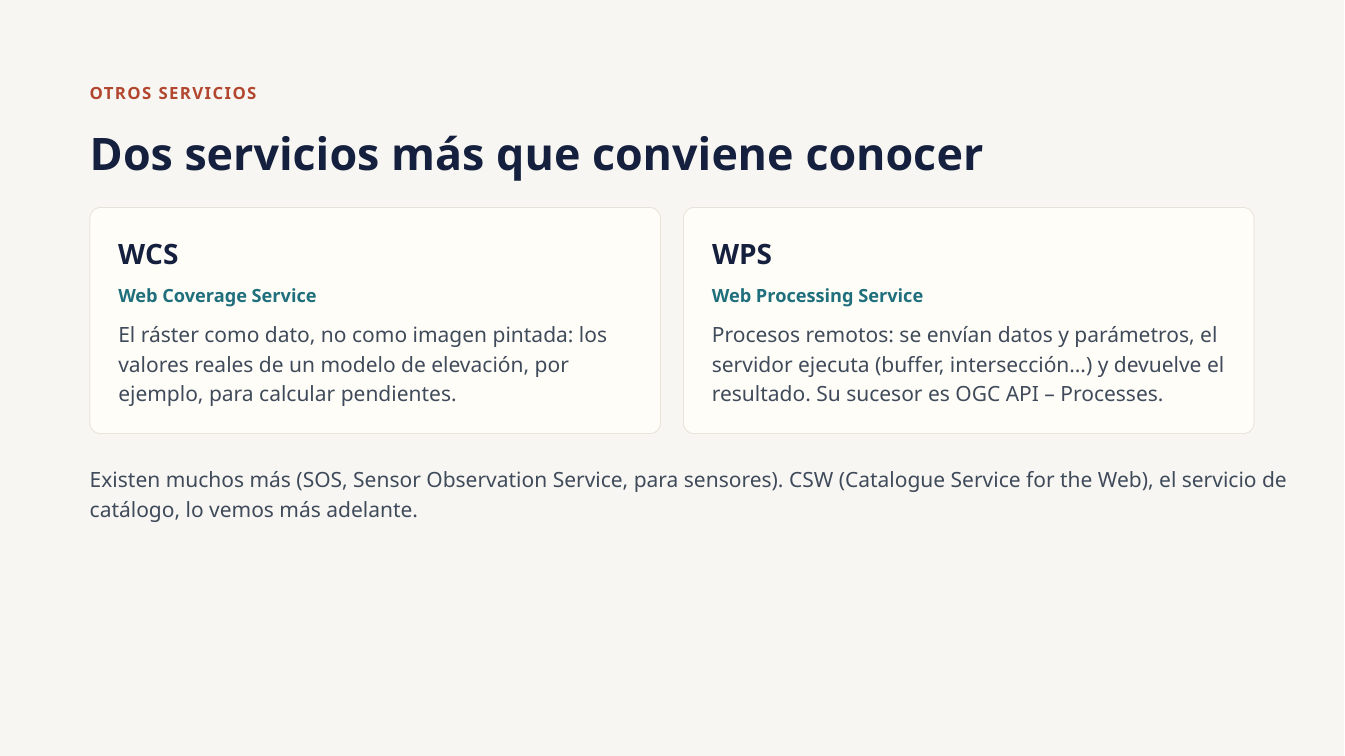 OTROS SERVICIOS
Dos servicios más que conviene conocer
WCS
Web Coverage Service
El ráster como dato, no como imagen pintada: los
valores reales de un modelo de elevación, por
ejemplo, para calcular pendientes.
WPS
Web Processing Service
Procesos remotos: se envían datos y parámetros, el
servidor ejecuta (buffer, intersección…) y devuelve el
resultado. Su sucesor es OGC API – Processes.
Existen muchos más (SOS, Sensor Observation Service, para sensores). CSW (Catalogue Service for the Web), el servicio de
catálogo, lo vemos más adelante.